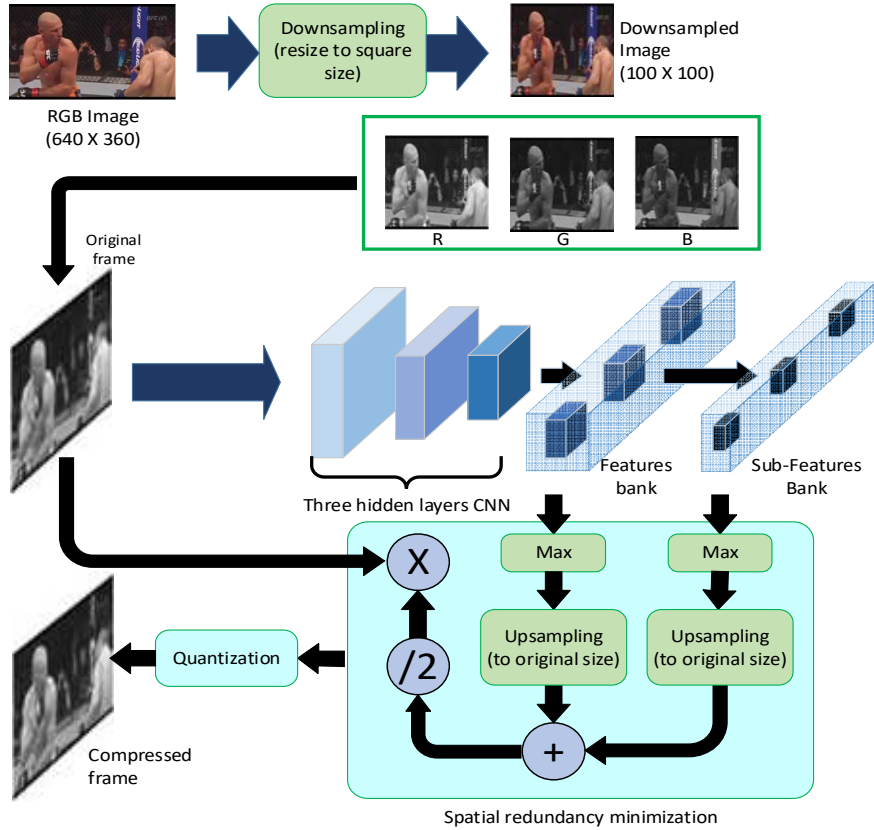 Downsampling
(resize to square
size)
Downsampled
Image
(100 X 100)
RGB Image
(640 X 360)
R
G
B
Original
frame
Features
bank
Sub-Features
Bank
Three hidden layers CNN
Max
Max
X
Upsampling
(to original size)
Upsampling
(to original size)
Quantization
/2
+
Compressed
frame
Spatial redundancy minimization